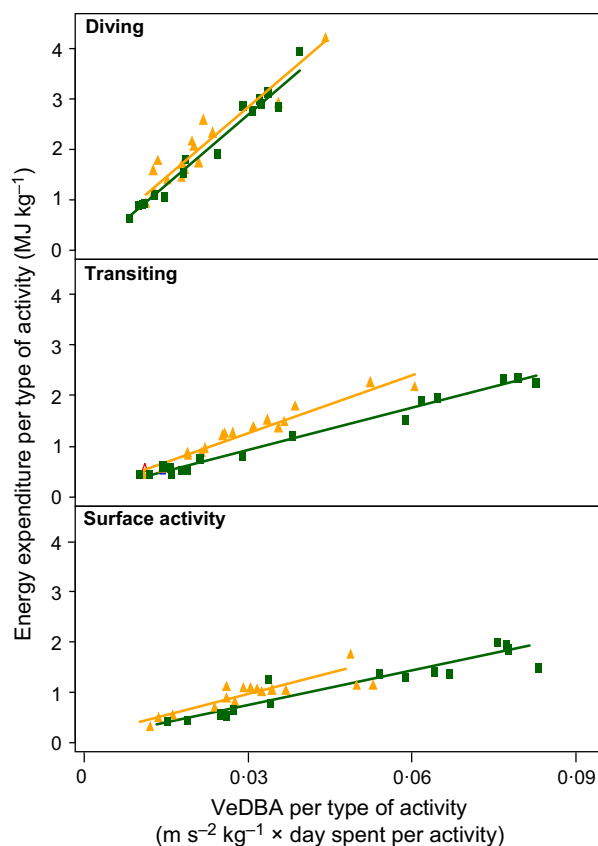 Energy expenditure per type of activity (MJ kg⁻¹)
Diving
4
3
2
1
0
Transiting
4
3
2
1
0
Surface activity
4
3
2
1
0
0 0·03 0·06 0·09
VeDBA per type of activity
(m s⁻² kg⁻¹ × day spent per activity)